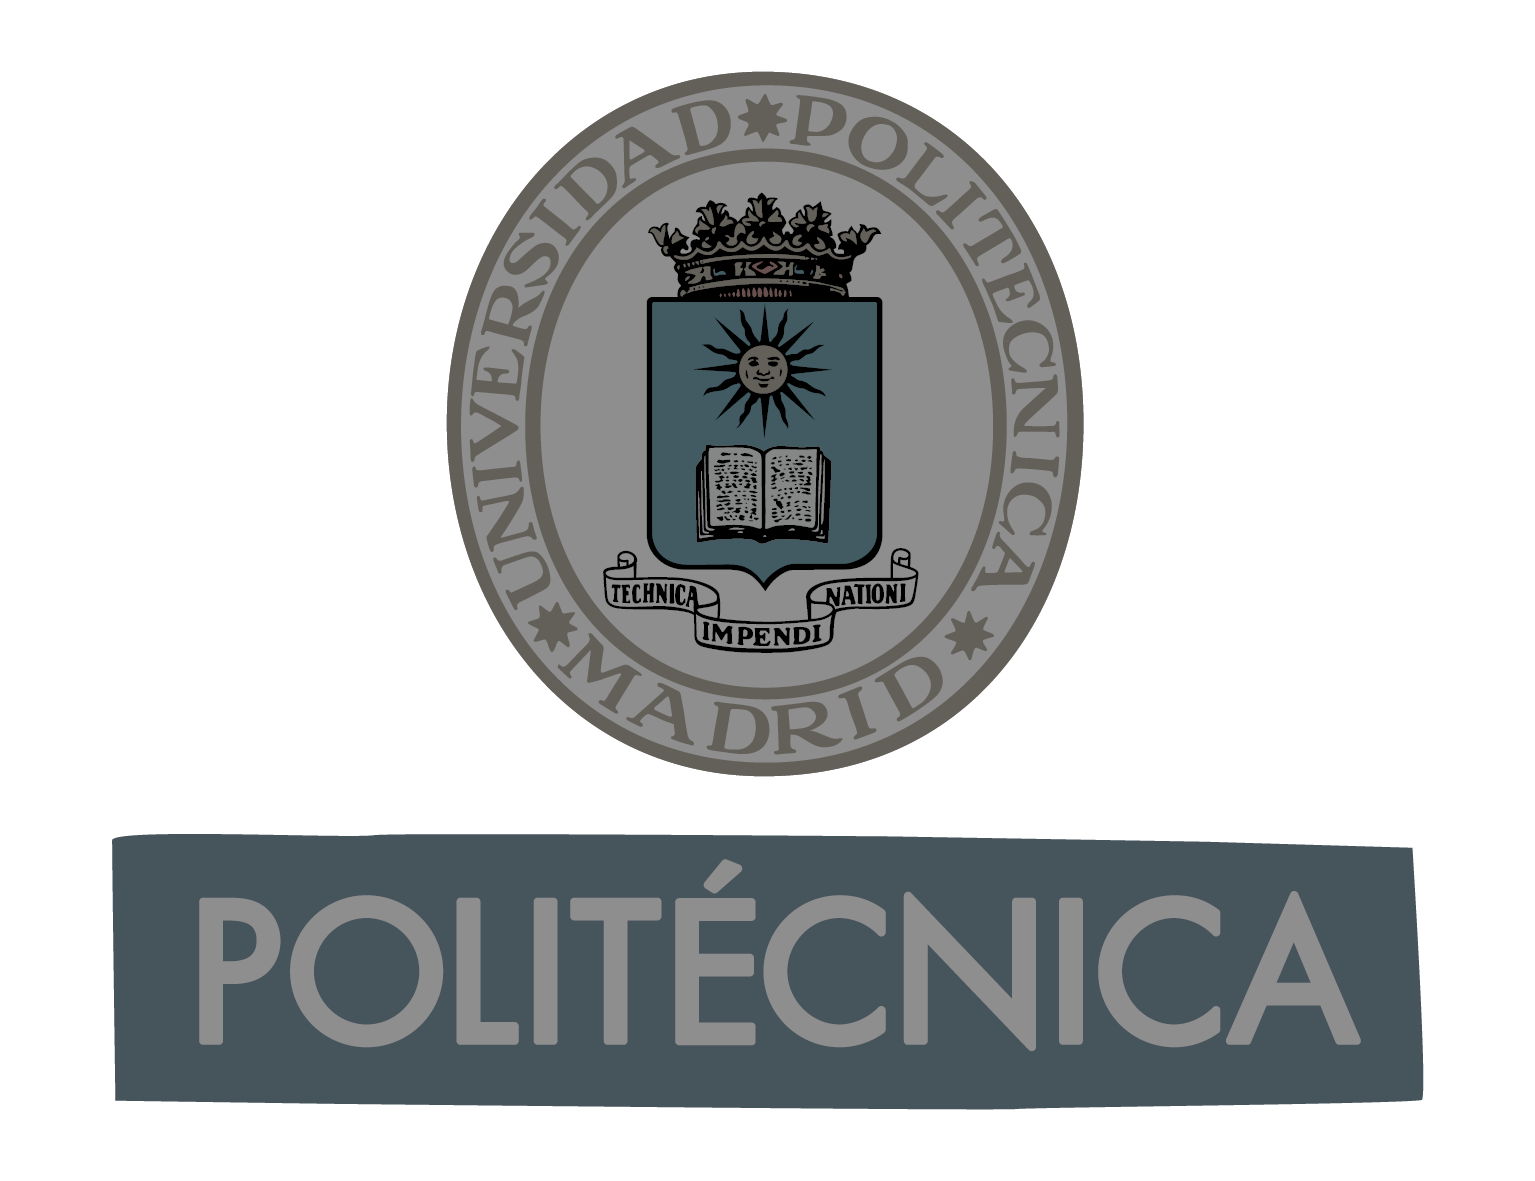 UNIVERSIDAD POLITECNICA
MADRID
TECHNICA
IMPENDI
NATIONI
POLITÉCNICA